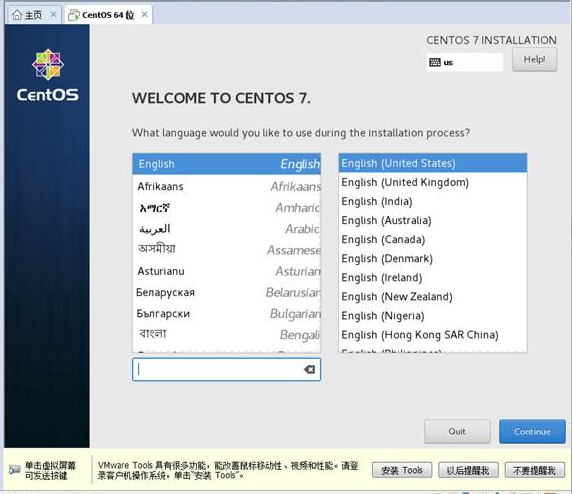 主页
CentOS 64 位
CENTOS 7 INSTALLATION
us
Help!
CentOS
WELCOME TO CENTOS 7.
What language would you like to use during the installation process?
English English
Afrikaans Afrikaans
አማርኛ Amharic
العربية Arabic
অসমীয়া Assamese
Asturianu Asturian
Беларуская Belarusian
Български Bulgarian
বাংলা Bengali
English (United States)
English (United Kingdom)
English (India)
English (Australia)
English (Canada)
English (Denmark)
English (Ireland)
English (New Zealand)
English (Nigeria)
English (Hong Kong SAR China)
English (Philippines)
Quit
Continue
单击虚拟屏幕
可发送按键
VMware Tools 具有很多功能，能改善鼠标移动性、视频和性能。请登
录客户机操作系统，单击“安装 Tools”。
安装 Tools
以后提醒我
不要提醒我